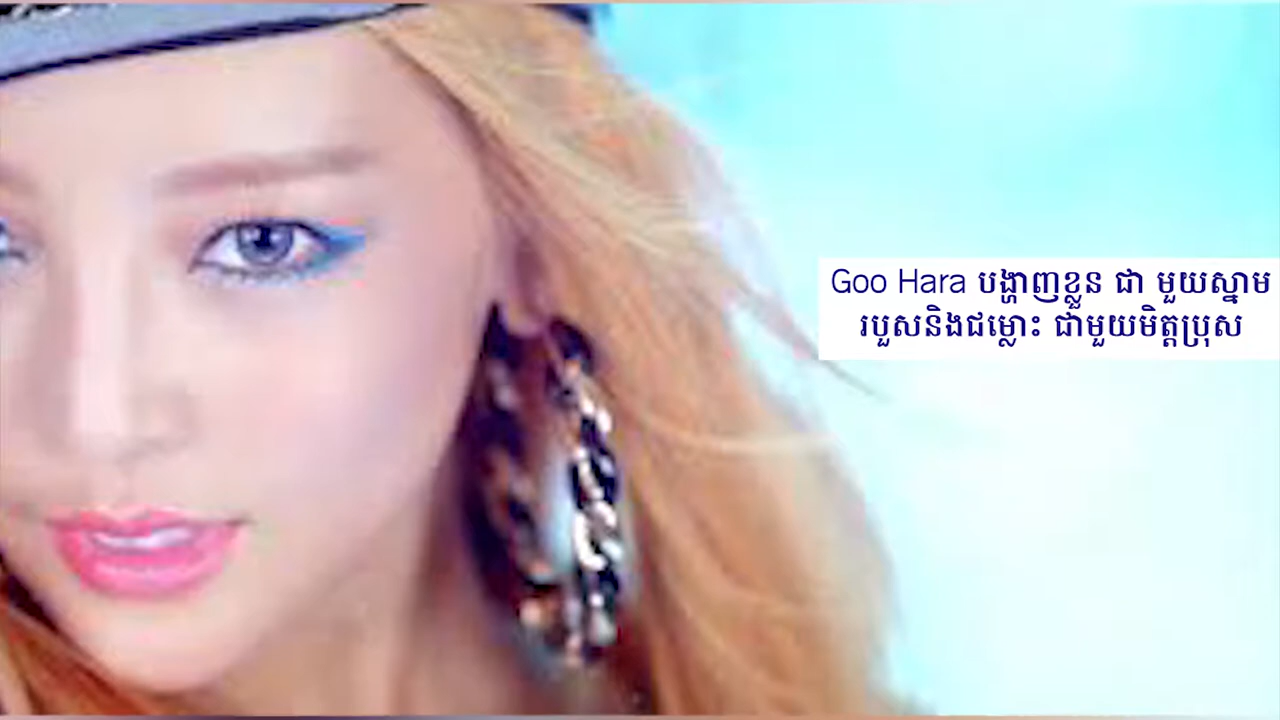 Goo Hara បង្ហាញខ្លួន ជា មួយស្នាម
របួសនិងជម្លោះ ជាមួយមិត្តប្រុស